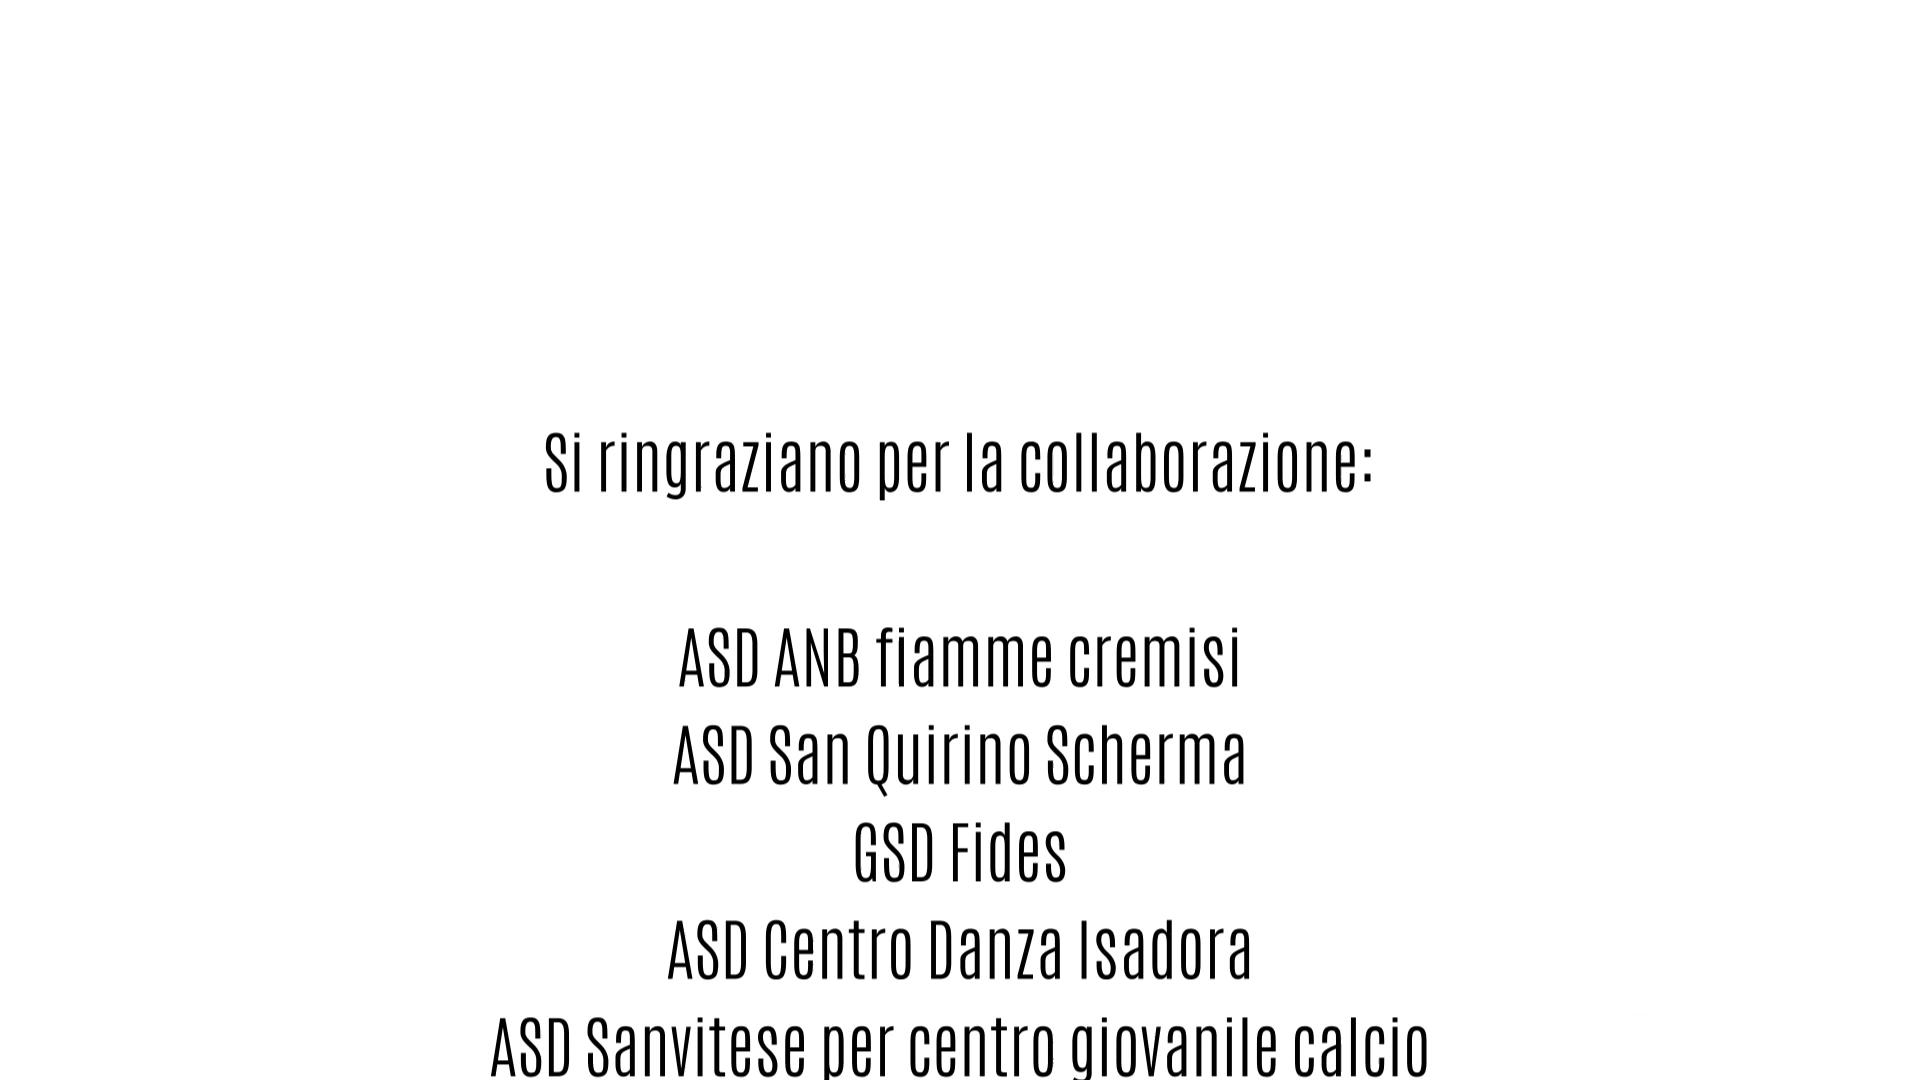 Si ringraziano per la collaborazione:
ASD ANB fiamme cremisi
ASD San Quirino Scherma
GSD Fides
ASD Centro Danza Isadora
ASD Sanvitese per centro giovanile calcio